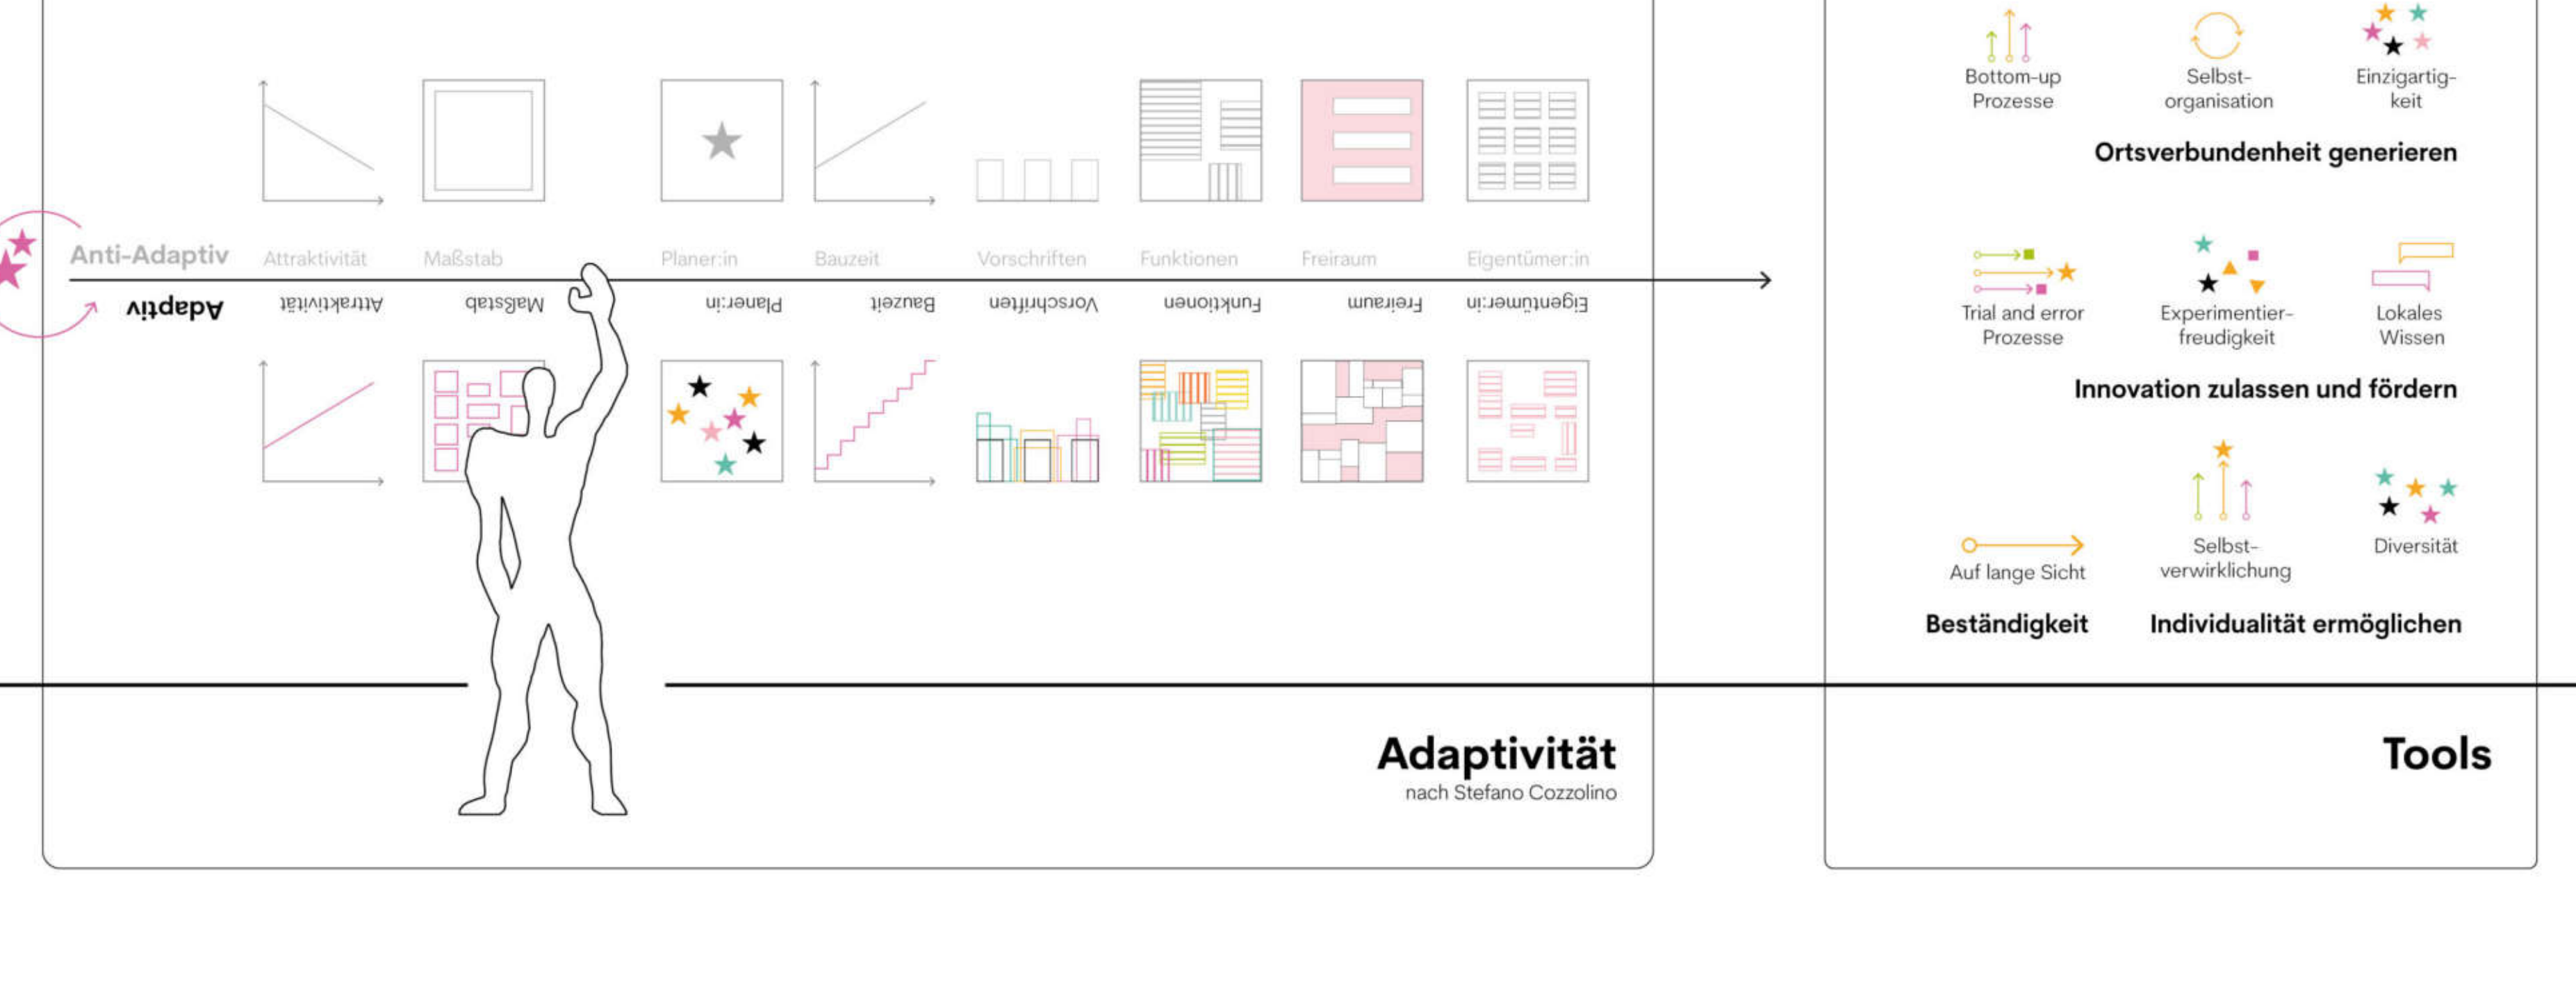 Anti-Adaptiv
Attraktivität
Maßstab
Planer:in
Bauzeit
Vorschriften
Funktionen
Freiraum
Eigentümer:in
Adaptiv
Attraktivität
Maßstab
Planer:in
Bauzeit
Vorschriften
Funktionen
Freiraum
Eigentümer:in
Adaptivität
nach Stefano Cozzolino
Bottom-up
Prozesse
Selbst-
organisation
Einzigartig-
keit
Ortsverbundenheit generieren
Trial and error
Prozesse
Experimentier-
freudigkeit
Lokales
Wissen
Innovation zulassen und fördern
Auf lange Sicht
Selbst-
verwirklichung
Diversität
Beständigkeit
Individualität ermöglichen
Tools